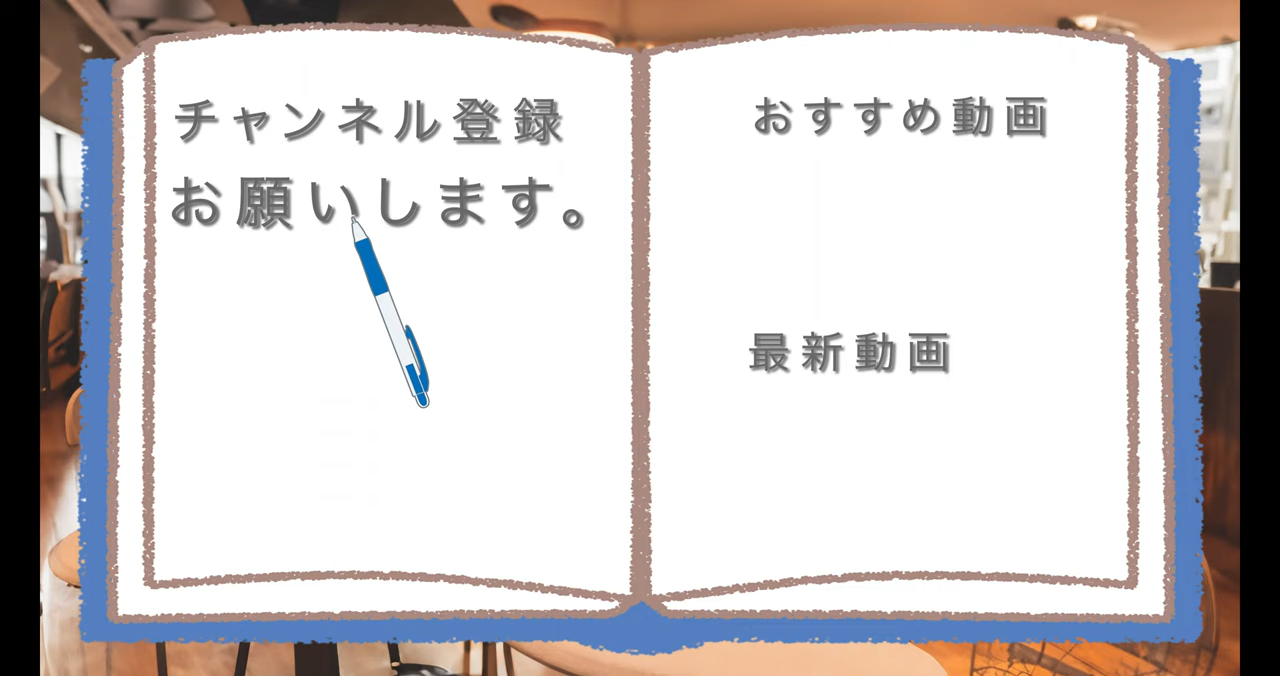 チャンネル登録
お願いします。
おすすめ動画
最新動画